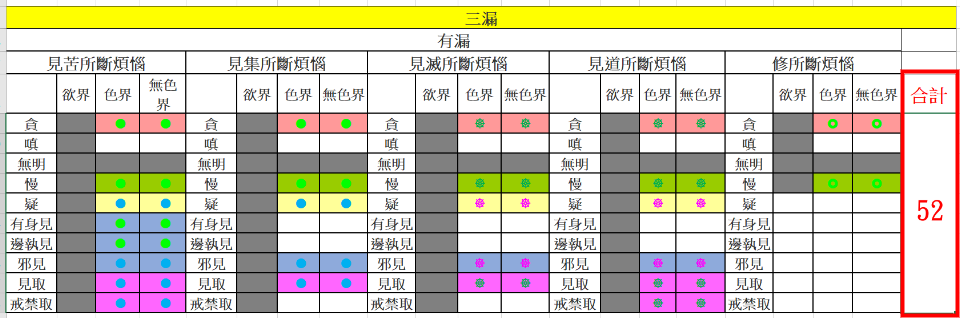 三漏
有漏
見苦所斷煩惱 見集所斷煩惱 見滅所斷煩惱 見道所斷煩惱 修所斷煩惱
欲界 色界 無色界 欲界 色界 無色界 欲界 色界 無色界 欲界 色界 無色界 欲界 色界 無色界 合計
貪 貪 貪 貪 貪
嗔 嗔 嗔 嗔 嗔
無明 無明 無明 無明 無明
慢 慢 慢 慢 慢
疑 疑 疑 疑 疑
有身見 有身見 有身見 有身見 有身見
52
邊執見 邊執見 邊執見 邊執見 邊執見
邪見 邪見 邪見 邪見 邪見
見取 見取 見取 見取 見取
戒禁取 戒禁取 戒禁取 戒禁取 戒禁取